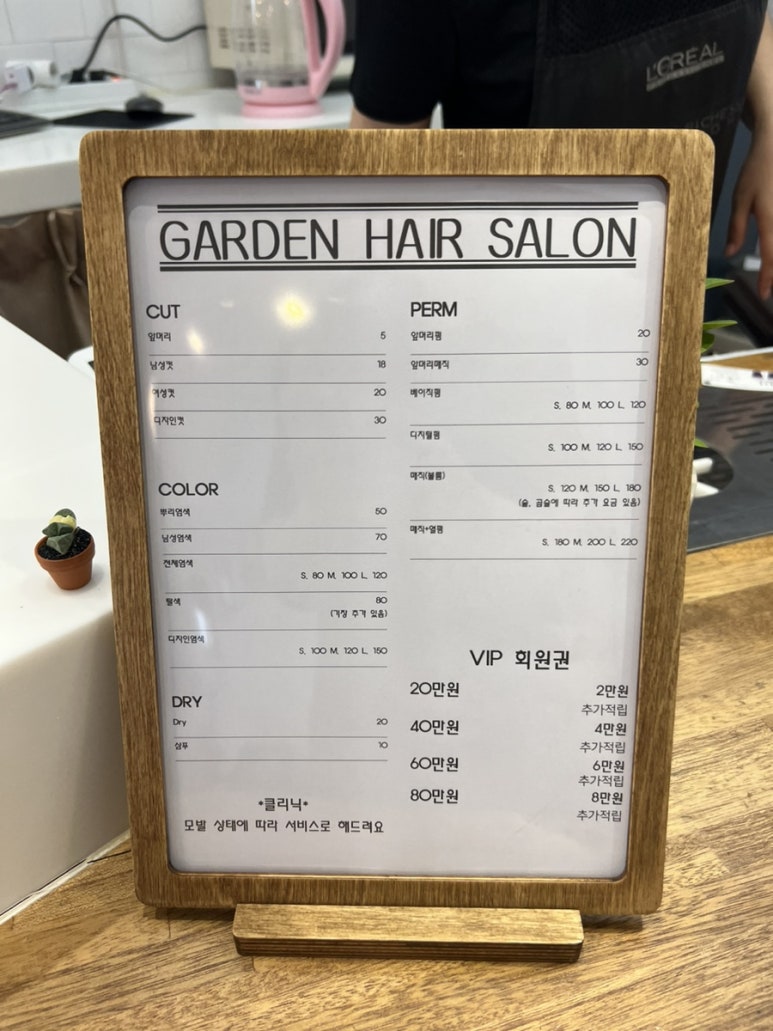 L'ORÉAL
GARDEN HAIR SALON
CUT
앞머리 5
남성컷 18
여성컷 20
디자인컷 30
COLOR
뿌리염색 50
남성염색 70
전체염색
S. 80 M. 100 L. 120
탈색 80
(기장 추가 있음)
디자인염색
S. 100 M. 120 L. 150
DRY
Dry 20
샴푸 10
*클리닉*
모발 상태에 따라 서비스로 해드려요
PERM
앞머리펌 20
앞머리매직 30
베이직펌
S. 80 M. 100 L. 120
디지털펌
S. 100 M. 120 L. 150
매직(볼륨)
S. 120 M. 150 L. 180
(숱, 곱슬에 따라 추가 요금 있음)
매직+열펌
S. 180 M. 200 L. 220
VIP 회원권
20만원 2만원
추가적립
40만원 4만원
추가적립
60만원 6만원
추가적립
80만원 8만원
추가적립